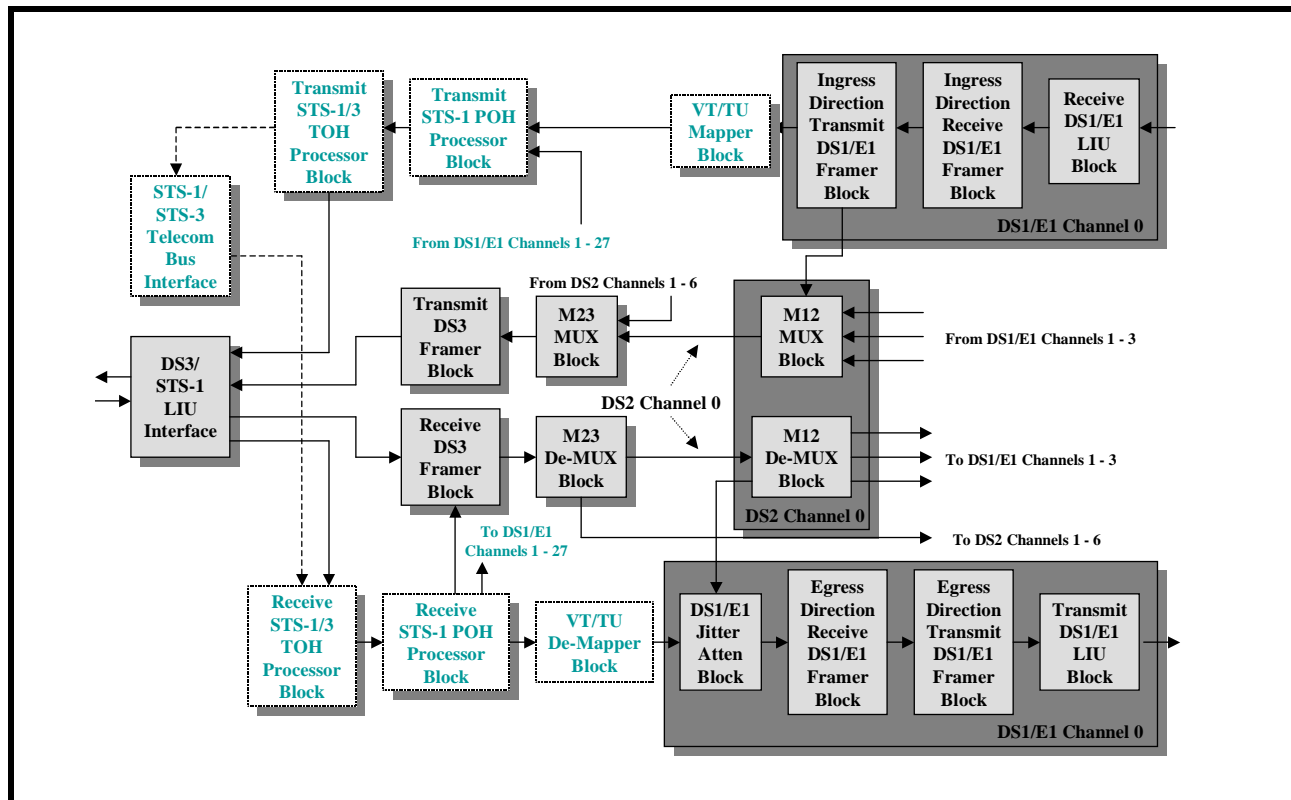 Transmit
STS-1/3
TOH
Processor
Block
Transmit
STS-1 POH
Processor
Block
VT/TU
Mapper
Block
Ingress
Direction
Transmit
DS1/E1
Framer
Block
Ingress
Direction
Receive
DS1/E1
Framer
Block
Receive
DS1/E1
LIU
Block
DS1/E1 Channel 0
STS-1/
STS-3
Telecom
Bus
Interface
From DS1/E1 Channels 1 - 27
From DS2 Channels 1 - 6
Transmit
DS3
Framer
Block
M23
MUX
Block
M12
MUX
Block
From DS1/E1 Channels 1 - 3
DS3/
STS-1
LIU
Interface
DS2 Channel 0
Receive
DS3
Framer
Block
M23
De-MUX
Block
M12
De-MUX
Block
To DS1/E1 Channels 1 - 3
DS2 Channel 0
To DS1/E1
Channels 1 - 27
To DS2 Channels 1 - 6
Receive
STS-1/3
TOH
Processor
Block
Receive
STS-1 POH
Processor
Block
VT/TU
De-Mapper
Block
DS1/E1
Jitter
Atten
Block
Egress
Direction
Receive
DS1/E1
Framer
Block
Egress
Direction
Transmit
DS1/E1
Framer
Block
Transmit
DS1/E1
LIU
Block
DS1/E1 Channel 0